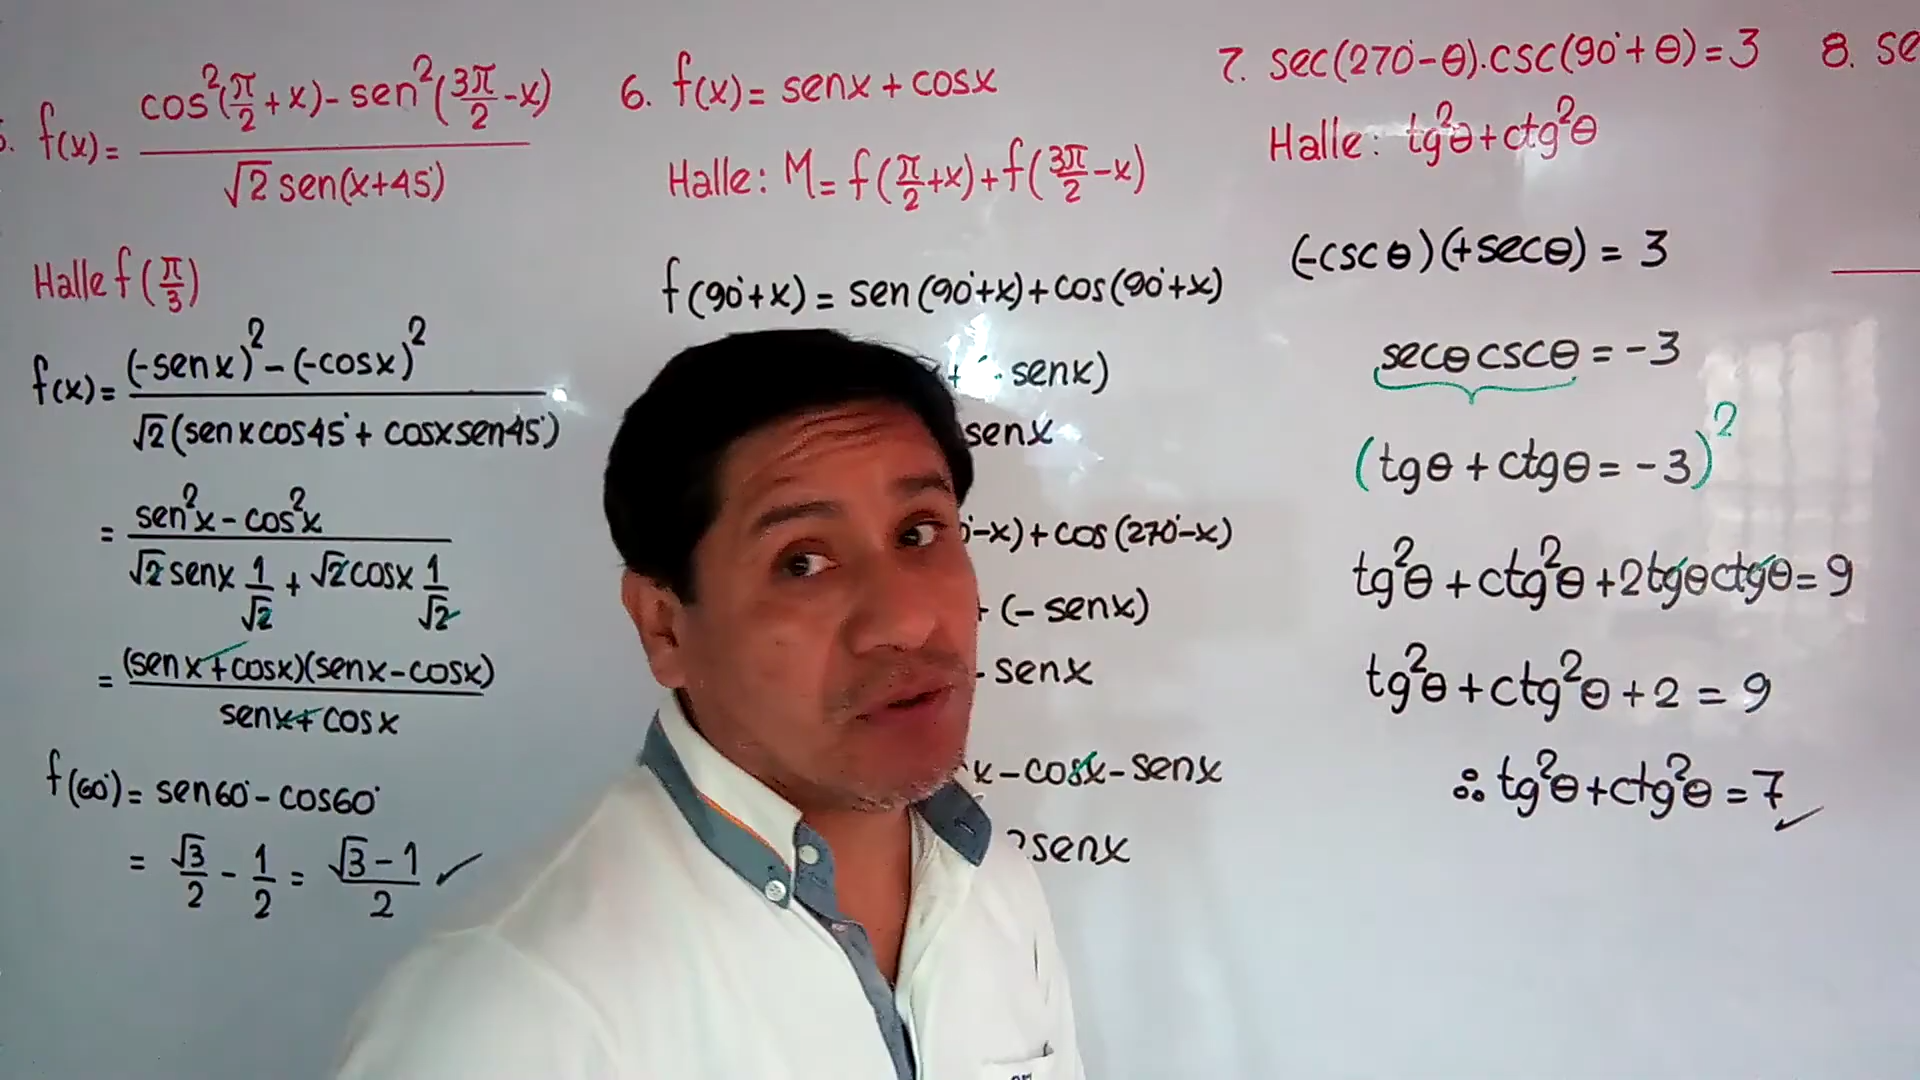 5. f(x) = cos²(π/2 + x) - sen²(3π/2 - x) / √2 sen(x+45°)
Halle f(π/3)
f(x) = (-senx)² - (-cosx)² / √2(senxcos45° + cosxsen45°)
= sen²x - cos²x / √2 senx 1/√2 + √2 cosx 1/√2
= (senx+cosx)(senx-cosx) / senx+cosx
f(60°) = sen60° - cos60°
= √3/2 - 1/2 = √3-1/2 ✓
6. f(x) = senx + cosx
Halle: M = f(π/2+x)+f(3π/2-x)
f(90°+x) = sen(90°+x)+cos(90°+x)
senx)
senx
-x)+cos(270°-x)
+ (-senx)
- senx
x-cosx-senx
senx
7. sec(270°-θ).csc(90°+θ)=3
Halle: tg²θ+ctg²θ
(-cscθ)(+secθ) = 3
secθcscθ = -3
(tgθ + ctgθ = -3)²
tg²θ + ctg²θ +2tgθctgθ = 9
tg²θ+ctg²θ + 2 = 9
∴ tg²θ+ctg²θ = 7 ✓
8. se